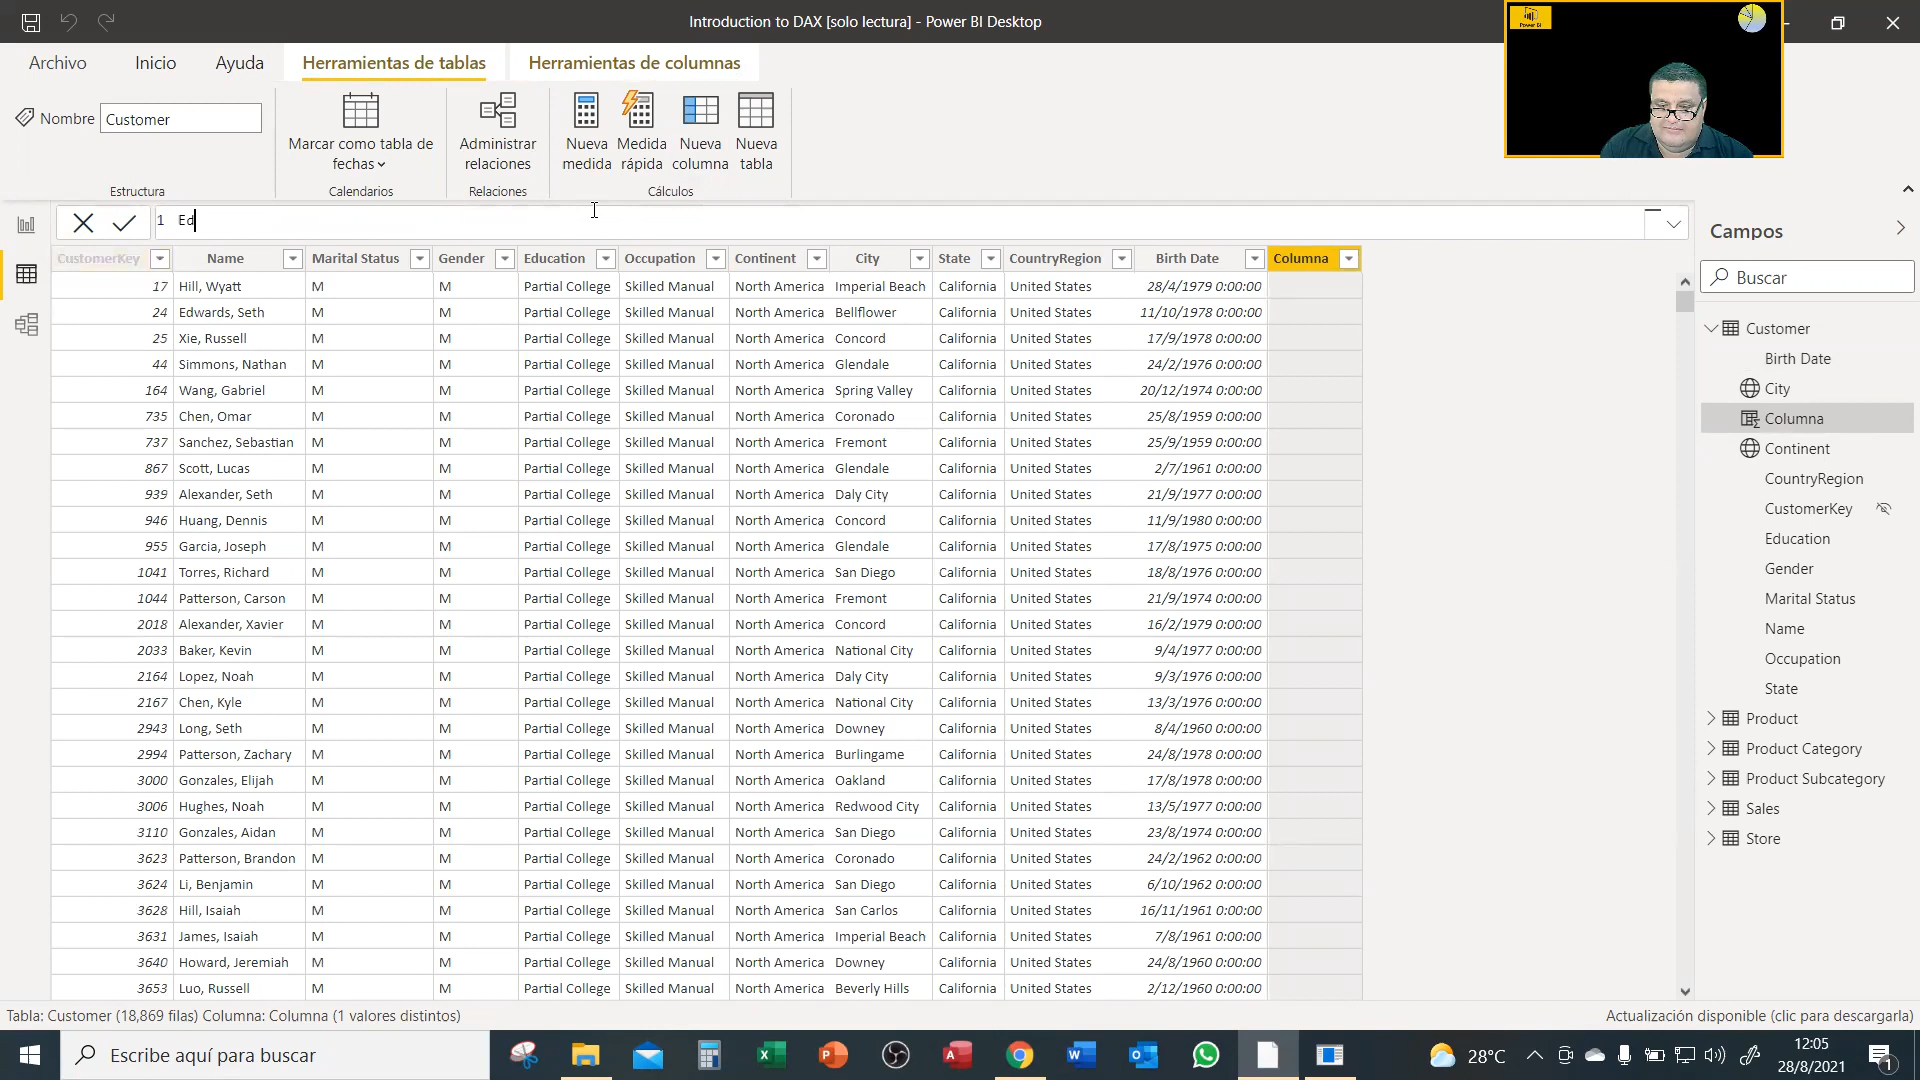 Introduction to DAX [solo lectura] - Power BI Desktop
Power BI
Archivo Inicio Ayuda Herramientas de tablas Herramientas de columnas
Nombre Customer
Marcar como tabla de fechas
Administrar relaciones
Nueva medida
Medida rápida
Nueva columna
Nueva tabla
Estructura Calendarios Relaciones Cálculos
1 Ed
CustomerKey Name Marital Status Gender Education Occupation Continent City State CountryRegion Birth Date Columna
17 Hill, Wyatt M M Partial College Skilled Manual North America Imperial Beach California United States 28/4/1979 0:00:00
24 Edwards, Seth M M Partial College Skilled Manual North America Bellflower California United States 11/10/1978 0:00:00
25 Xie, Russell M M Partial College Skilled Manual North America Concord California United States 17/9/1978 0:00:00
44 Simmons, Nathan M M Partial College Skilled Manual North America Glendale California United States 24/2/1976 0:00:00
164 Wang, Gabriel M M Partial College Skilled Manual North America Spring Valley California United States 20/12/1974 0:00:00
735 Chen, Omar M M Partial College Skilled Manual North America Coronado California United States 25/8/1959 0:00:00
737 Sanchez, Sebastian M M Partial College Skilled Manual North America Fremont California United States 25/9/1959 0:00:00
867 Scott, Lucas M M Partial College Skilled Manual North America Glendale California United States 2/7/1961 0:00:00
939 Alexander, Seth M M Partial College Skilled Manual North America Daly City California United States 21/9/1977 0:00:00
946 Huang, Dennis M M Partial College Skilled Manual North America Concord California United States 11/9/1980 0:00:00
955 Garcia, Joseph M M Partial College Skilled Manual North America Glendale California United States 17/8/1975 0:00:00
1041 Torres, Richard M M Partial College Skilled Manual North America San Diego California United States 18/8/1976 0:00:00
1044 Patterson, Carson M M Partial College Skilled Manual North America Fremont California United States 21/9/1974 0:00:00
2018 Alexander, Xavier M M Partial College Skilled Manual North America Concord California United States 16/2/1979 0:00:00
2033 Baker, Kevin M M Partial College Skilled Manual North America National City California United States 9/4/1977 0:00:00
2164 Lopez, Noah M M Partial College Skilled Manual North America Daly City California United States 9/3/1976 0:00:00
2167 Chen, Kyle M M Partial College Skilled Manual North America National City California United States 13/3/1976 0:00:00
2943 Long, Seth M M Partial College Skilled Manual North America Downey California United States 8/4/1960 0:00:00
2994 Patterson, Zachary M M Partial College Skilled Manual North America Burlingame California United States 24/8/1978 0:00:00
3000 Gonzales, Elijah M M Partial College Skilled Manual North America Oakland California United States 17/8/1978 0:00:00
3006 Hughes, Noah M M Partial College Skilled Manual North America Redwood City California United States 13/5/1977 0:00:00
3110 Gonzales, Aidan M M Partial College Skilled Manual North America San Diego California United States 23/8/1974 0:00:00
3623 Patterson, Brandon M M Partial College Skilled Manual North America Coronado California United States 24/2/1962 0:00:00
3624 Li, Benjamin M M Partial College Skilled Manual North America San Diego California United States 6/10/1962 0:00:00
3628 Hill, Isaiah M M Partial College Skilled Manual North America San Carlos California United States 16/11/1961 0:00:00
3631 James, Isaiah M M Partial College Skilled Manual North America Imperial Beach California United States 7/8/1961 0:00:00
3640 Howard, Jeremiah M M Partial College Skilled Manual North America Downey California United States 24/8/1960 0:00:00
3653 Luo, Russell M M Partial College Skilled Manual North America Beverly Hills California United States 2/12/1960 0:00:00
Campos
Buscar
Customer
Birth Date
City
Columna
Continent
CountryRegion
CustomerKey
Education
Gender
Marital Status
Name
Occupation
State
Product
Product Category
Product Subcategory
Sales
Store
Tabla: Customer (18,869 filas) Columna: Columna (1 valores distintos)
Actualización disponible (clic para descargarla)
Escribe aquí para buscar
28°C
12:05
28/8/2021
1